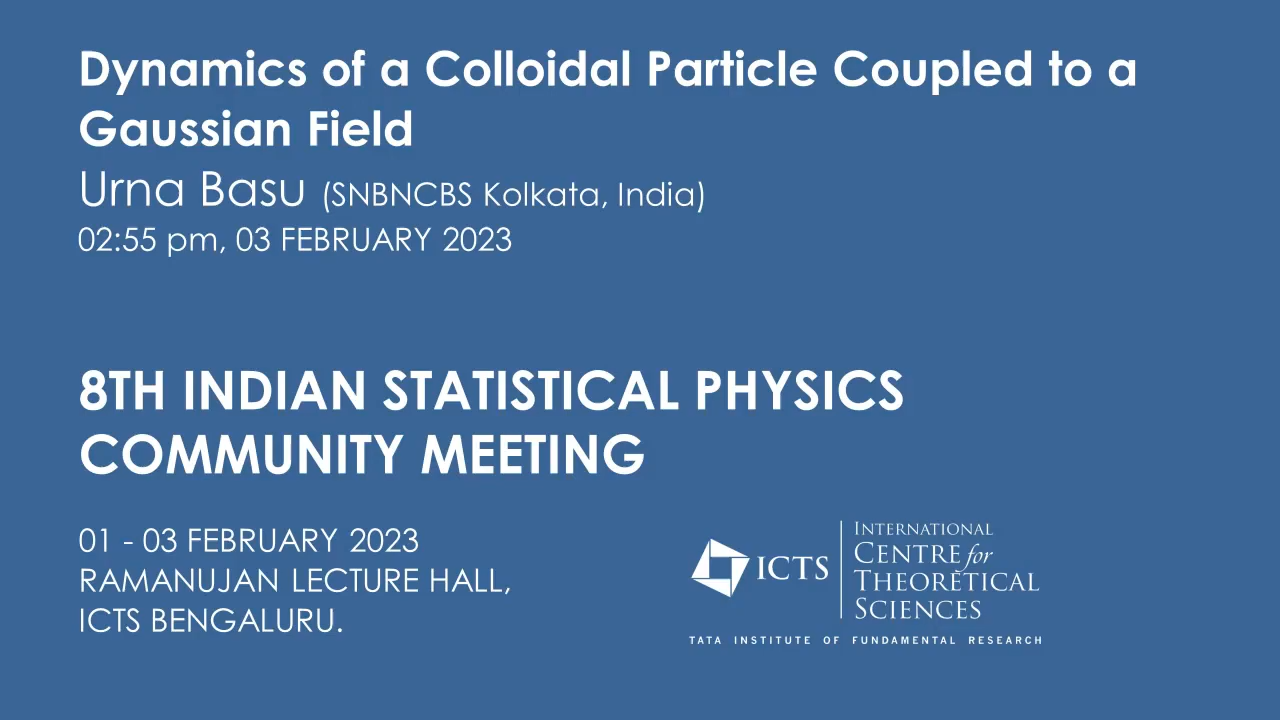 Dynamics of a Colloidal Particle Coupled to a
Gaussian Field
Urna Basu (SNBNCBS Kolkata, India)
02:55 pm, 03 FEBRUARY 2023
8TH INDIAN STATISTICAL PHYSICS
COMMUNITY MEETING
01 - 03 FEBRUARY 2023
RAMANUJAN LECTURE HALL,
ICTS BENGALURU.
ICTS
INTERNATIONAL
CENTRE for
THEORETICAL
SCIENCES
TATA INSTITUTE OF FUNDAMENTAL RESEARCH